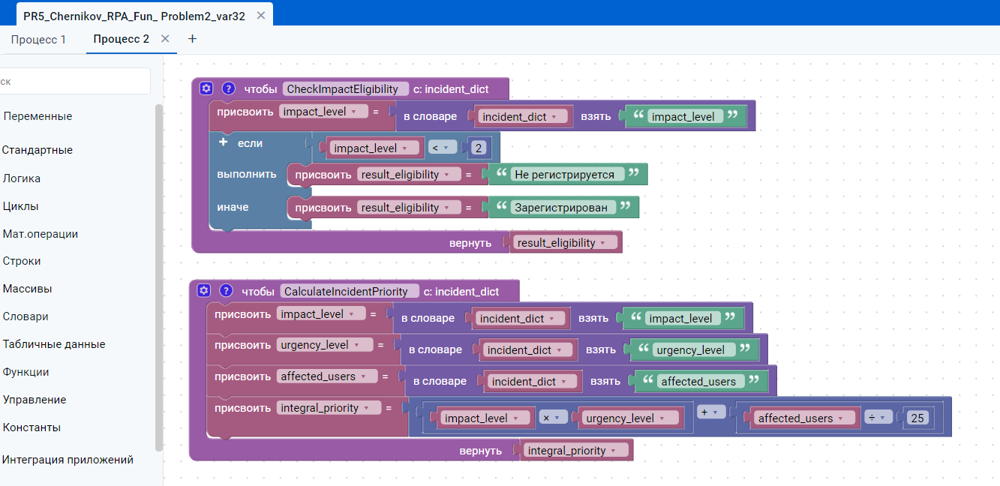 PR5_Chernikov_RPA_Fun_ Problem2_var32 ×
Процесс 1 Процесс 2 × +
ск
Переменные
Стандартные
Логика
Циклы
Мат.операции
Строки
Массивы
Словари
Табличные данные
Функции
Управление
Константы
Интеграция приложений
? чтобы CheckImpactEligibility с: incident_dict
присвоить impact_level = в словаре incident_dict взять “ impact_level ”
+ если impact_level < 2
выполнить присвоить result_eligibility = “ Не регистрируется ”
иначе присвоить result_eligibility = “ Зарегистрирован ”
вернуть result_eligibility
? чтобы CalculateIncidentPriority с: incident_dict
присвоить impact_level = в словаре incident_dict взять “ impact_level ”
присвоить urgency_level = в словаре incident_dict взять “ urgency_level ”
присвоить affected_users = в словаре incident_dict взять “ affected_users ”
присвоить integral_priority = impact_level × urgency_level + affected_users ÷ 25
вернуть integral_priority